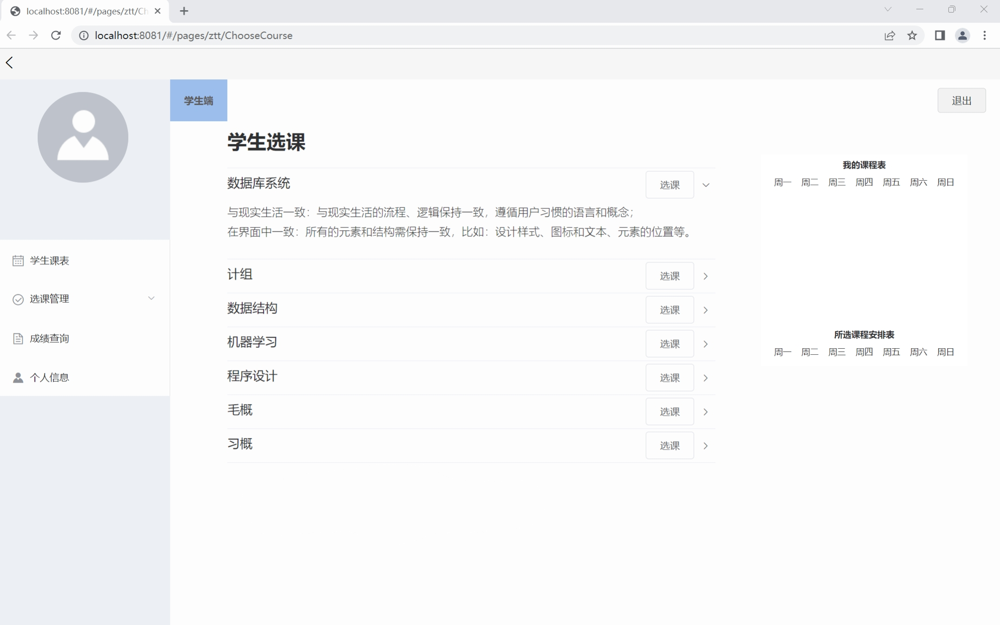 localhost:8081/#/pages/ztt/Ch
localhost:8081/#/pages/ztt/ChooseCourse
学生端
退出
学生课表
选课管理
成绩查询
个人信息
学生选课
数据库系统 选课
与现实生活一致：与现实生活的流程、逻辑保持一致，遵循用户习惯的语言和概念；
在界面中一致：所有的元素和结构需保持一致，比如：设计样式、图标和文本、元素的位置等。
计组 选课
数据结构 选课
机器学习 选课
程序设计 选课
毛概 选课
习概 选课
我的课程表
周一 周二 周三 周四 周五 周六 周日
所选课程安排表
周一 周二 周三 周四 周五 周六 周日